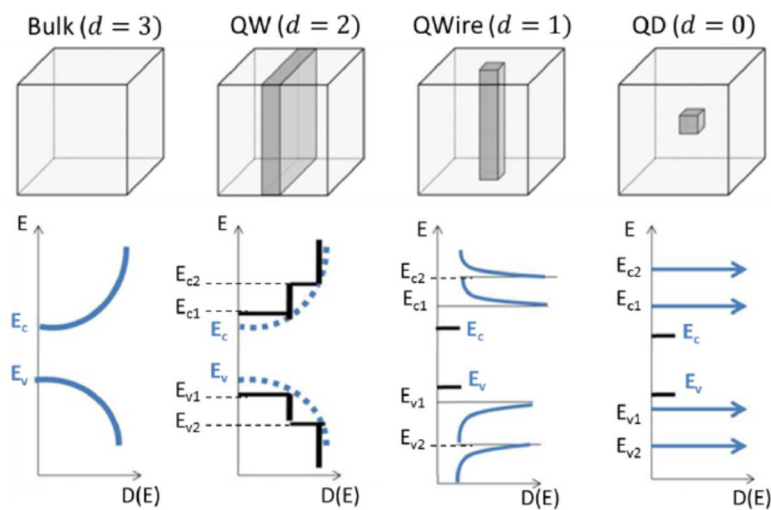 Bulk (d = 3)
QW (d = 2)
QWire (d = 1)
QD (d = 0)
E
Ec
Ev
D(E)
E
Ec2
Ec1
Ec
Ev
Ev1
Ev2
D(E)
E
Ec2
Ec1
Ec
Ev
Ev1
Ev2
D(E)
E
Ec2
Ec1
Ec
Ev
Ev1
Ev2
D(E)